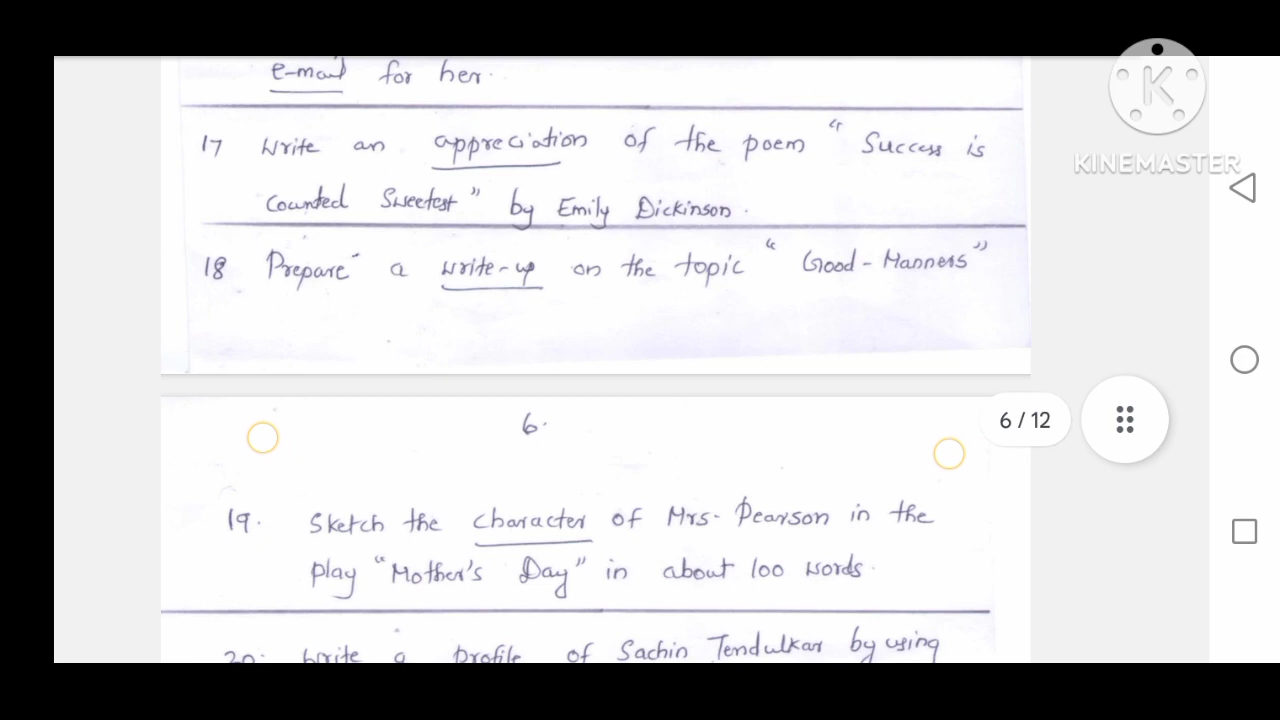 e-mail for her.
17 Write an appreciation of the poem "Success is
counted Sweetest" by Emily Dickinson.
18 Prepare a write-up on the topic "Good-Manners"
6.
19. Sketch the character of Mrs. Pearson in the
play "Mother's Day" in about 100 words.
20. Write a profile of Sachin Tendulkar by using
KINEMASTER
6 / 12